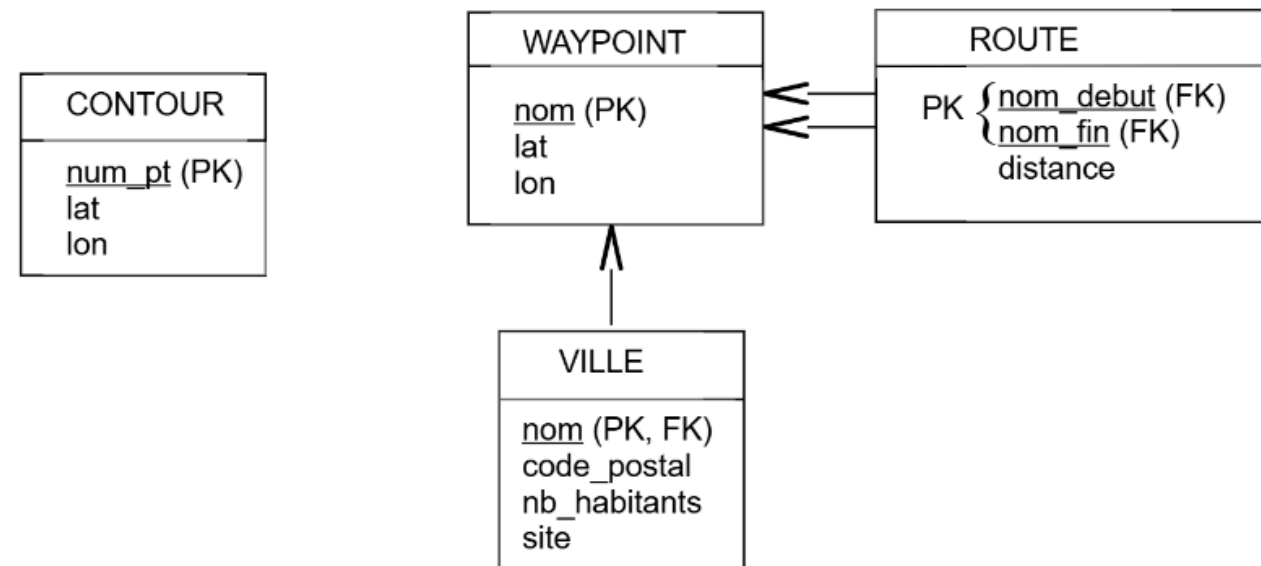 CONTOUR
num_pt (PK)
lat
lon
WAYPOINT
nom (PK)
lat
lon
ROUTE
PK { nom_debut (FK)
nom_fin (FK)
distance
VILLE
nom (PK, FK)
code_postal
nb_habitants
site